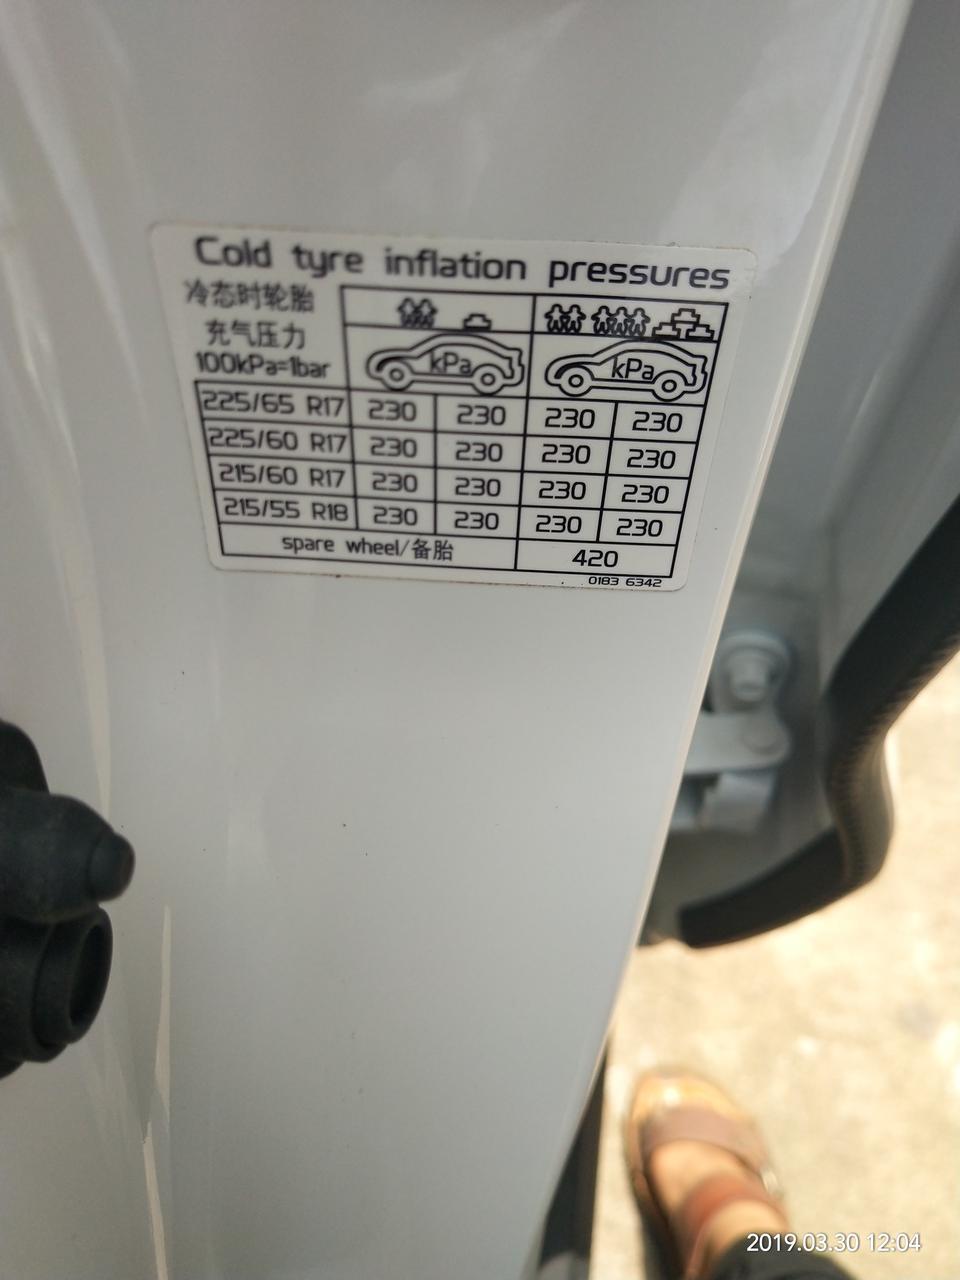 Cold tyre inflation pressures
冷态时轮胎
充气压力
100kPa=1bar
kPa kPa
225/65 R17 230 230 230 230
225/60 R17 230 230 230 230
215/60 R17 230 230 230 230
215/55 R18 230 230 230 230
spare wheel/备胎 420
0183 6342
2019.03.30 12:04